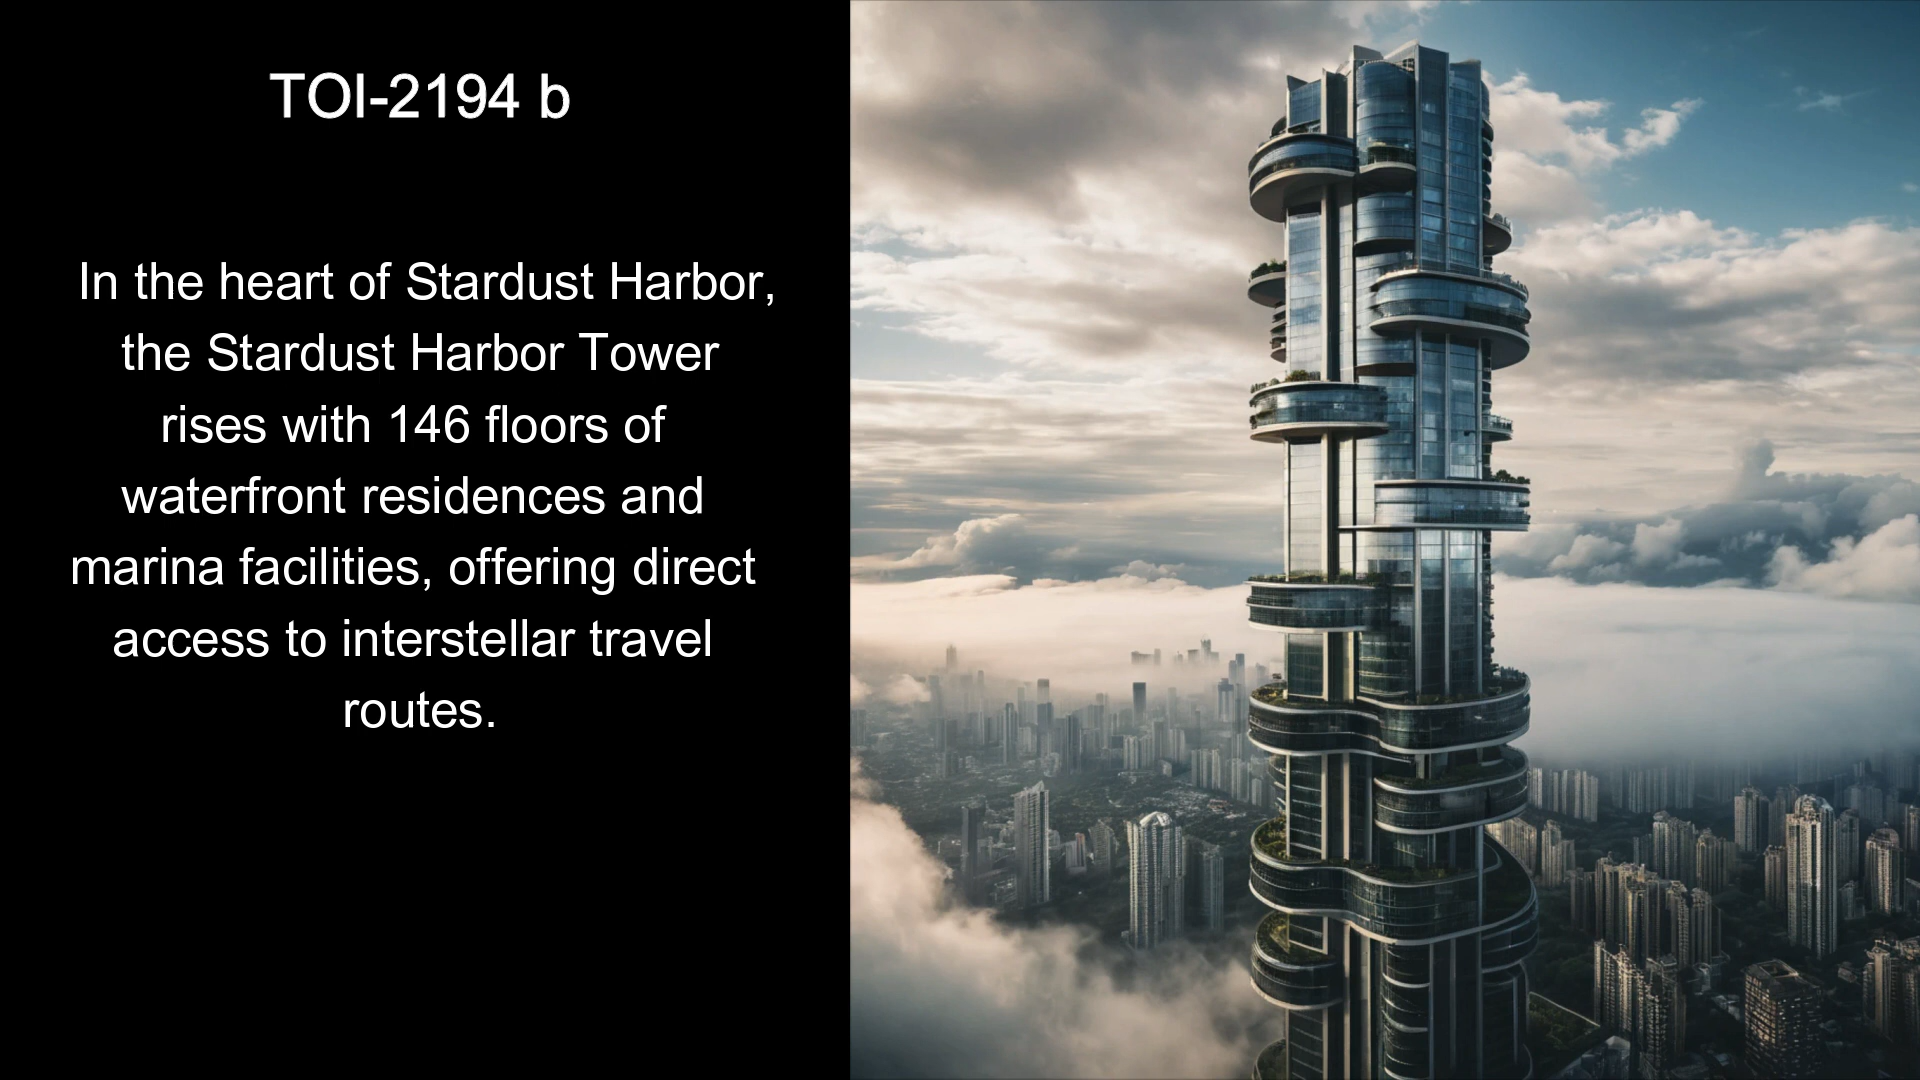 TOI-2194 b
In the heart of Stardust Harbor,
the Stardust Harbor Tower
rises with 146 floors of
waterfront residences and
marina facilities, offering direct
access to interstellar travel
routes.